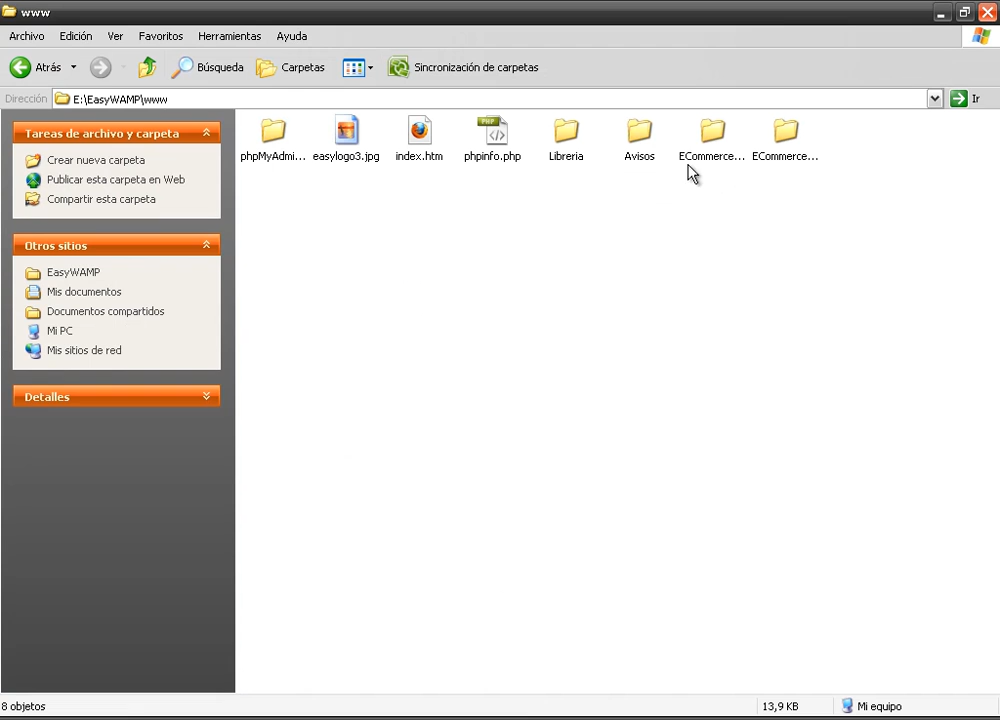 www
Archivo Edición Ver Favoritos Herramientas Ayuda
Atrás Búsqueda Carpetas Sincronización de carpetas
Dirección E:\EasyWAMP\www Ir
Tareas de archivo y carpeta
Crear nueva carpeta
Publicar esta carpeta en Web
Compartir esta carpeta
Otros sitios
EasyWAMP
Mis documentos
Documentos compartidos
Mi PC
Mis sitios de red
Detalles
PHP
phpMyAdmi... easylogo3.jpg index.htm phpinfo.php Libreria Avisos ECommerce... ECommerce...
8 objetos 13,9 KB Mi equipo